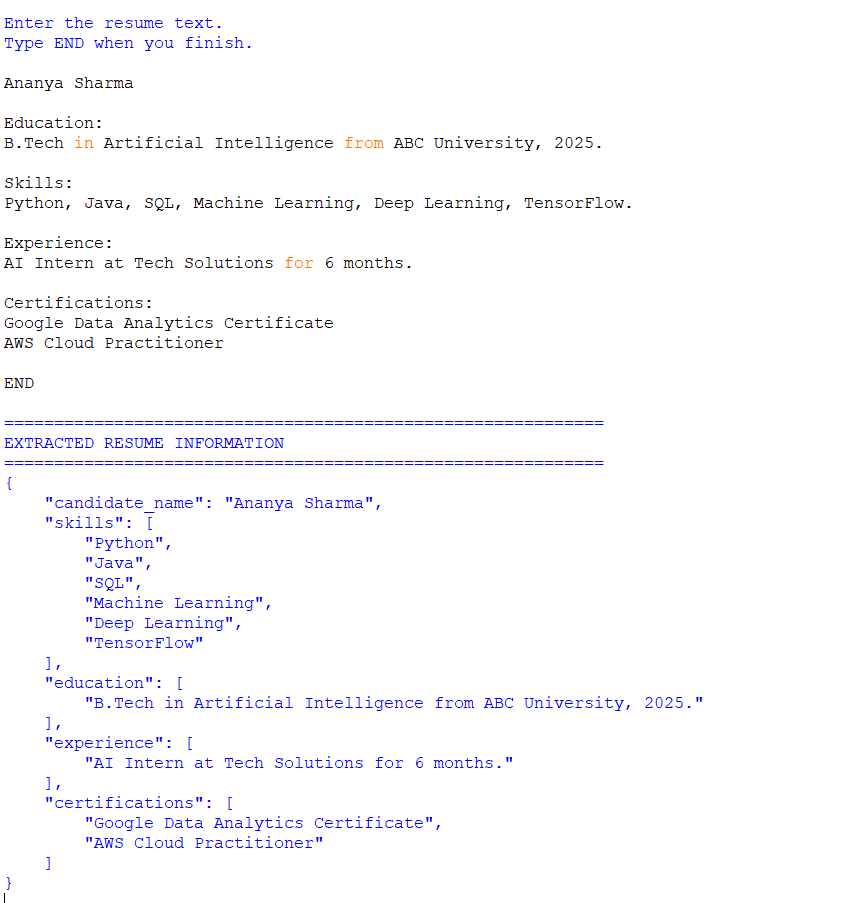 Enter the resume text.
Type END when you finish.
Ananya Sharma
Education:
B.Tech in Artificial Intelligence from ABC University, 2025.
Skills:
Python, Java, SQL, Machine Learning, Deep Learning, TensorFlow.
Experience:
AI Intern at Tech Solutions for 6 months.
Certifications:
Google Data Analytics Certificate
AWS Cloud Practitioner
END
============================================================
EXTRACTED RESUME INFORMATION
============================================================
{
    "candidate_name": "Ananya Sharma",
    "skills": [
        "Python",
        "Java",
        "SQL",
        "Machine Learning",
        "Deep Learning",
        "TensorFlow"
    ],
    "education": [
        "B.Tech in Artificial Intelligence from ABC University, 2025."
    ],
    "experience": [
        "AI Intern at Tech Solutions for 6 months."
    ],
    "certifications": [
        "Google Data Analytics Certificate",
        "AWS Cloud Practitioner"
    ]
}